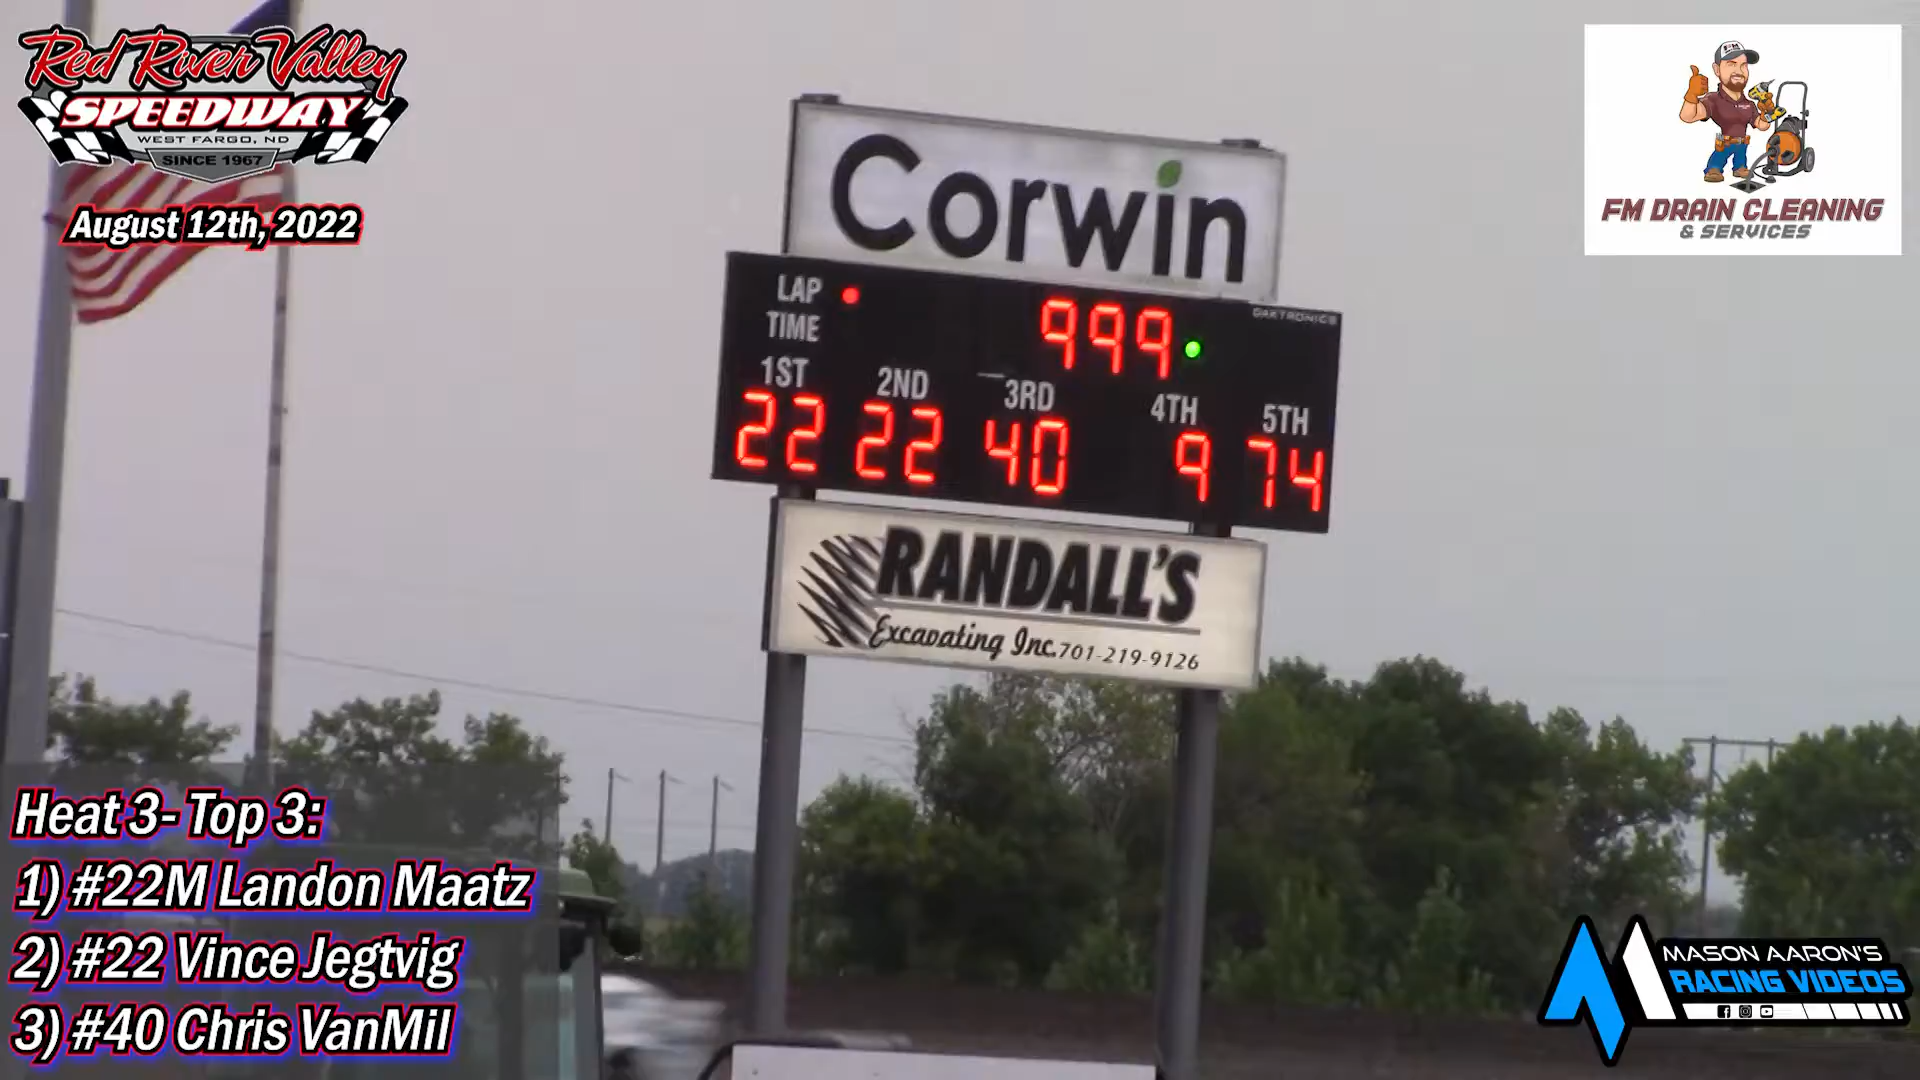 Red River Valley
SPEEDWAY
WEST FARGO, ND
SINCE 1967
August 12th, 2022
FM DRAIN CLEANING
& SERVICES
Corwin
LAP
TIME
999
DAKTRONICS
1ST 2ND 3RD 4TH 5TH
22 22 40 9 74
RANDALL'S
Excavating Inc. 701-219-9126
Heat 3- Top 3:
1) #22M Landon Maatz
2) #22 Vince Jegtvig
3) #40 Chris VanMil
MASON AARON'S
RACING VIDEOS